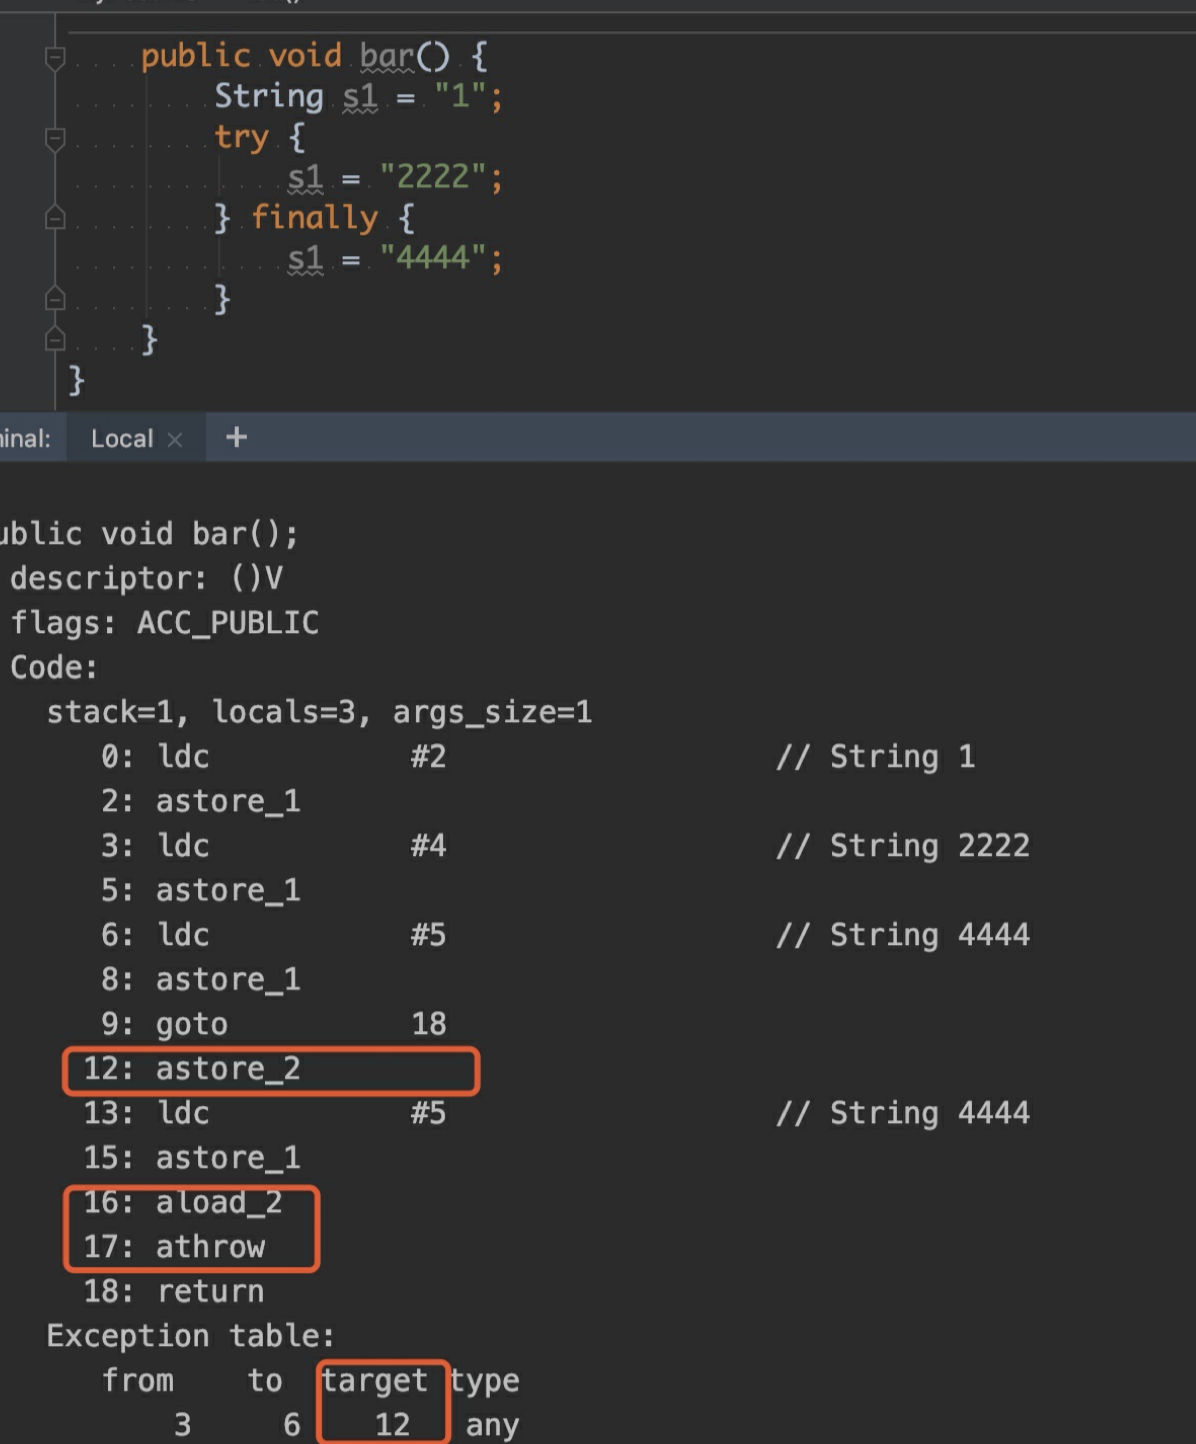 public void bar() {
String s1 = "1";
try {
s1 = "2222";
} finally {
s1 = "4444";
}
}
}
inal:  Local × +
ublic void bar();
descriptor: ()V
flags: ACC_PUBLIC
Code:
stack=1, locals=3, args_size=1
0: ldc #2 // String 1
2: astore_1
3: ldc #4 // String 2222
5: astore_1
6: ldc #5 // String 4444
8: astore_1
9: goto 18
12: astore_2
13: ldc #5 // String 4444
15: astore_1
16: aload_2
17: athrow
18: return
Exception table:
from to target type
3 6 12 any